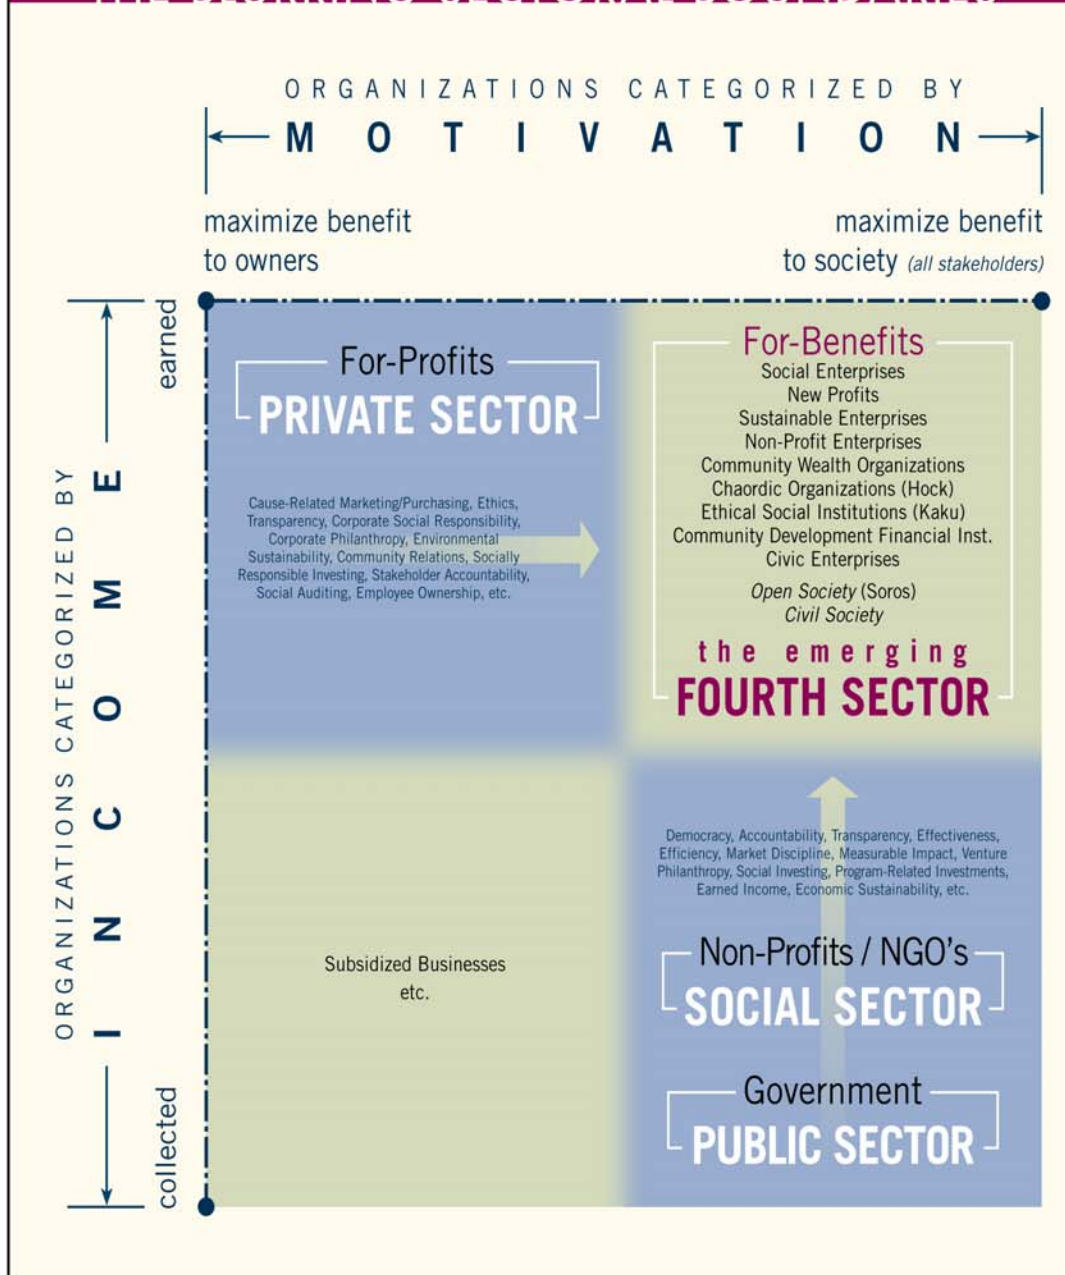 ORGANIZATIONS CATEGORIZED BY
MOTIVATION
maximize benefit
to owners
maximize benefit
to society (all stakeholders)
ORGANIZATIONS CATEGORIZED BY
INCOME
earned
collected
For-Profits
PRIVATE SECTOR
Cause-Related Marketing/Purchasing, Ethics,
Transparency, Corporate Social Responsibility,
Corporate Philanthropy, Environmental
Sustainability, Community Relations, Socially
Responsible Investing, Stakeholder Accountability,
Social Auditing, Employee Ownership, etc.
For-Benefits
Social Enterprises
New Profits
Sustainable Enterprises
Non-Profit Enterprises
Community Wealth Organizations
Chaordic Organizations (Hock)
Ethical Social Institutions (Kaku)
Community Development Financial Inst.
Civic Enterprises
Open Society (Soros)
Civil Society
the emerging
FOURTH SECTOR
Subsidized Businesses
etc.
Democracy, Accountability, Transparency, Effectiveness,
Efficiency, Market Discipline, Measurable Impact, Venture
Philanthropy, Social Investing, Program-Related Investments,
Earned Income, Economic Sustainability, etc.
Non-Profits / NGO's
SOCIAL SECTOR
Government
PUBLIC SECTOR